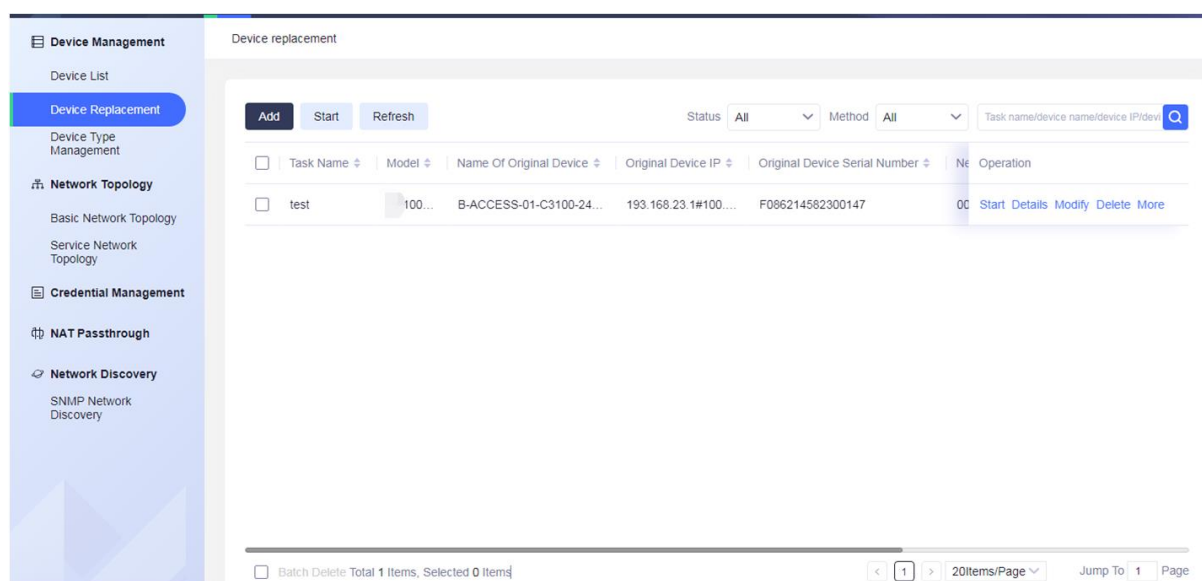 Device Management
Device List
Device Replacement
Device Type
Management
Network Topology
Basic Network Topology
Service Network
Topology
Credential Management
NAT Passthrough
Network Discovery
SNMP Network
Discovery
Device replacement
Add Start Refresh Status All Method All Task name/device name/device IP/devi
Task Name Model Name Of Original Device Original Device IP Original Device Serial Number Ne Operation
test 100... B-ACCESS-01-C3100-24... 193.168.23.1#100.... F086214582300147 00 Start Details Modify Delete More
Batch Delete Total 1 Items, Selected 0 Items < 1 > 20Items/Page Jump To 1 Page